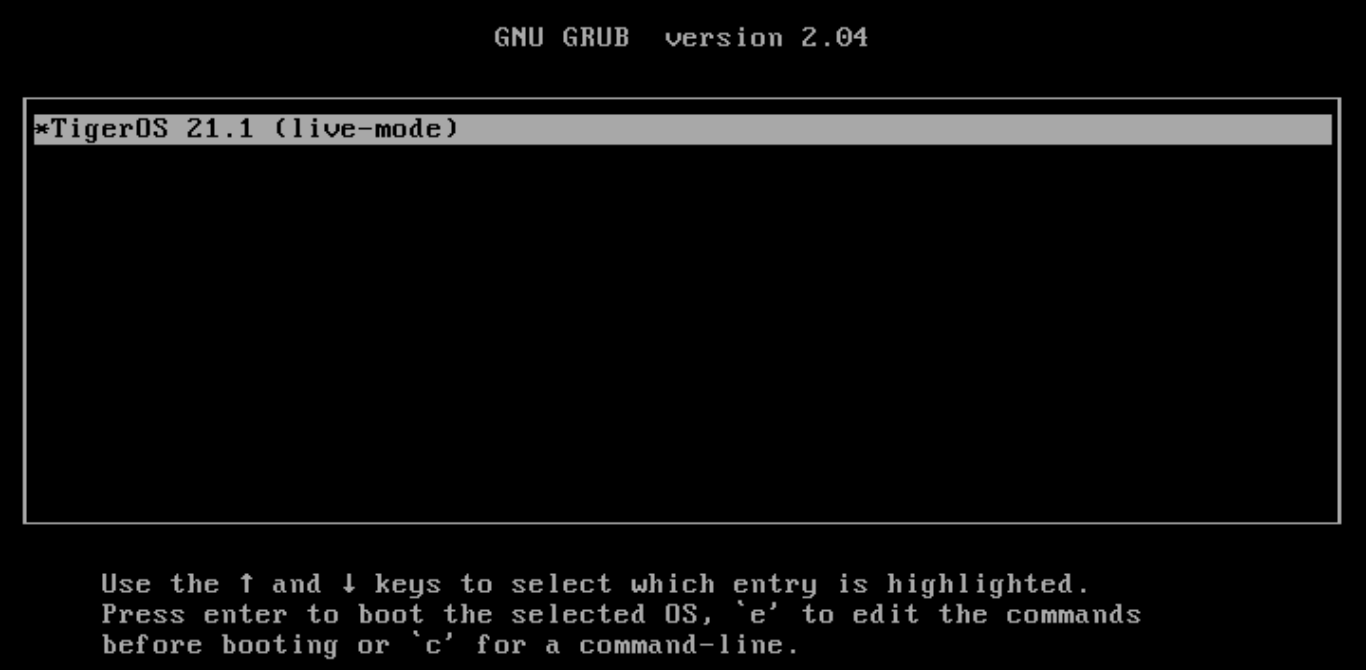 GNU GRUB  version 2.04
*TigerOS 21.1 (live-mode)
Use the ↑ and ↓ keys to select which entry is highlighted.
Press enter to boot the selected OS, `e' to edit the commands
before booting or `c' for a command-line.